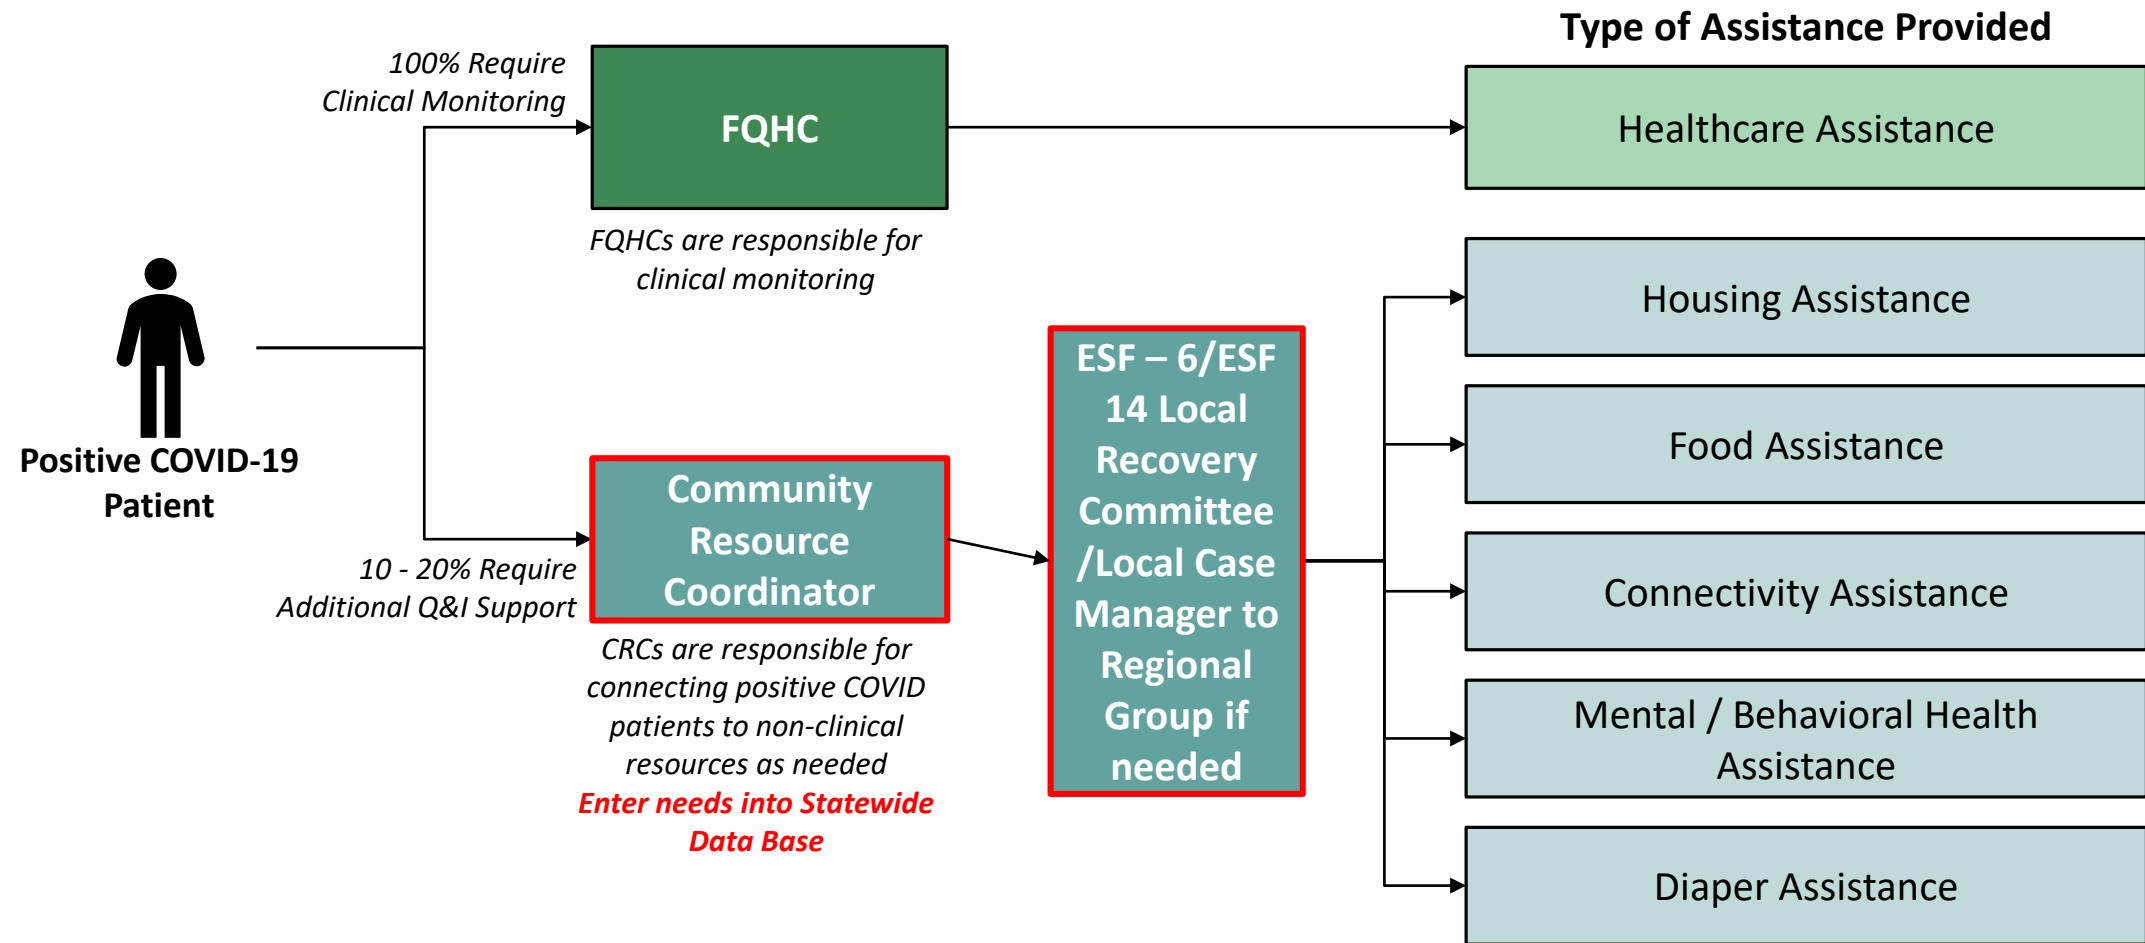 Type of Assistance Provided
100% Require
Clinical Monitoring
FQHC
Healthcare Assistance
FQHCs are responsible for
clinical monitoring
Positive COVID-19
Patient
10 - 20% Require
Additional Q&I Support
Community
Resource
Coordinator
CRCs are responsible for
connecting positive COVID
patients to non-clinical
resources as needed
Enter needs into Statewide
Data Base
ESF – 6/ESF
14 Local
Recovery
Committee
/Local Case
Manager to
Regional
Group if
needed
Housing Assistance
Food Assistance
Connectivity Assistance
Mental / Behavioral Health
Assistance
Diaper Assistance